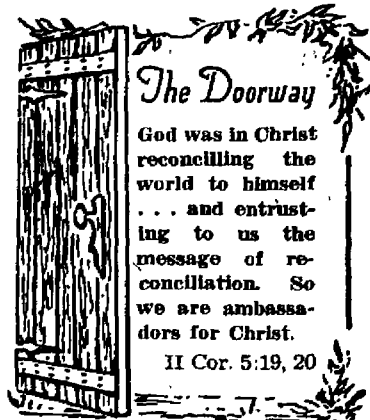 The Doorway
God was in Christ
reconciling the
world to himself
. . . and entrust-
ing to us the
message of re-
conciliation. So
we are ambassa-
dors for Christ.
II Cor. 5:19, 20